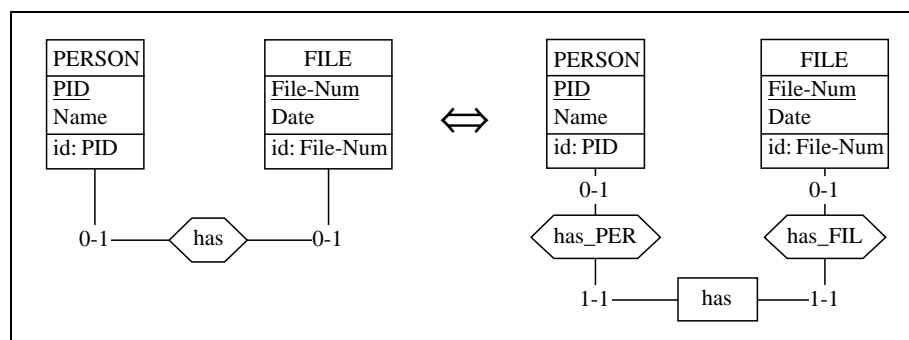 PERSON
PID
Name
id: PID
FILE
File-Num
Date
id: File-Num
0-1
has
0-1
⇔
PERSON
PID
Name
id: PID
FILE
File-Num
Date
id: File-Num
0-1
0-1
has_PER
has_FIL
1-1
has
1-1